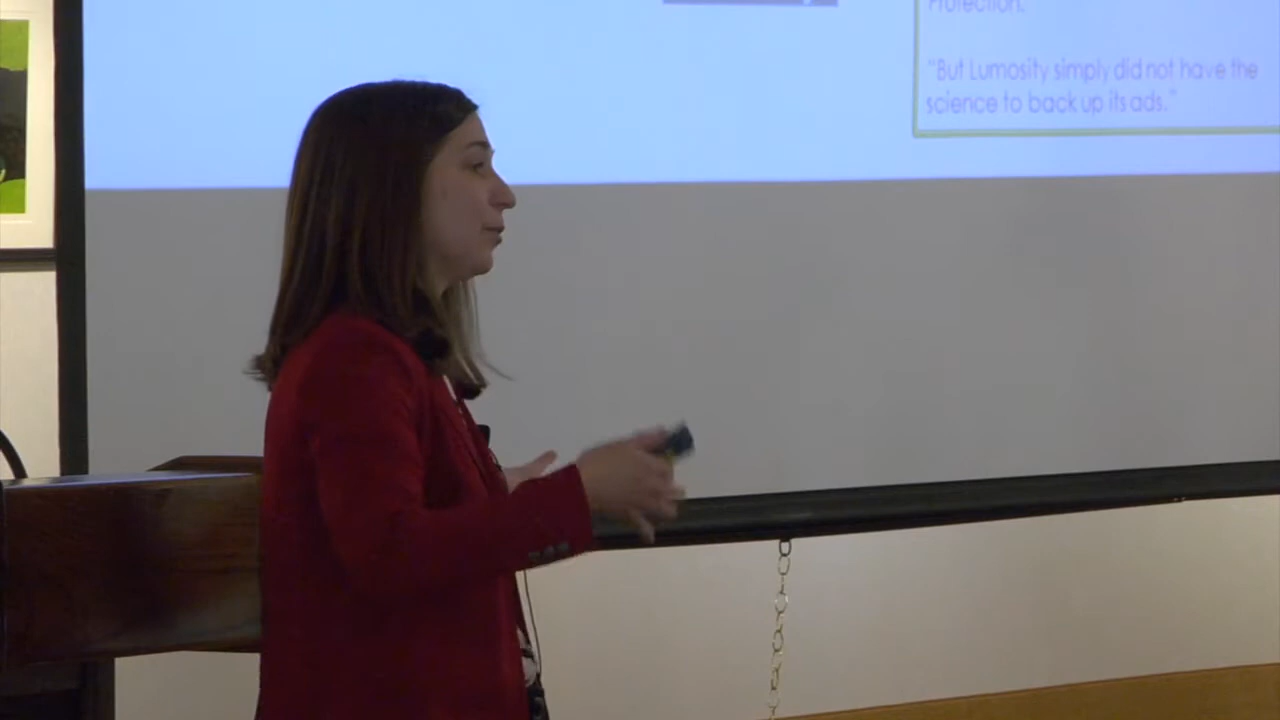 Protection.
"But Lumosity simply did not have the
science to back up its ads."